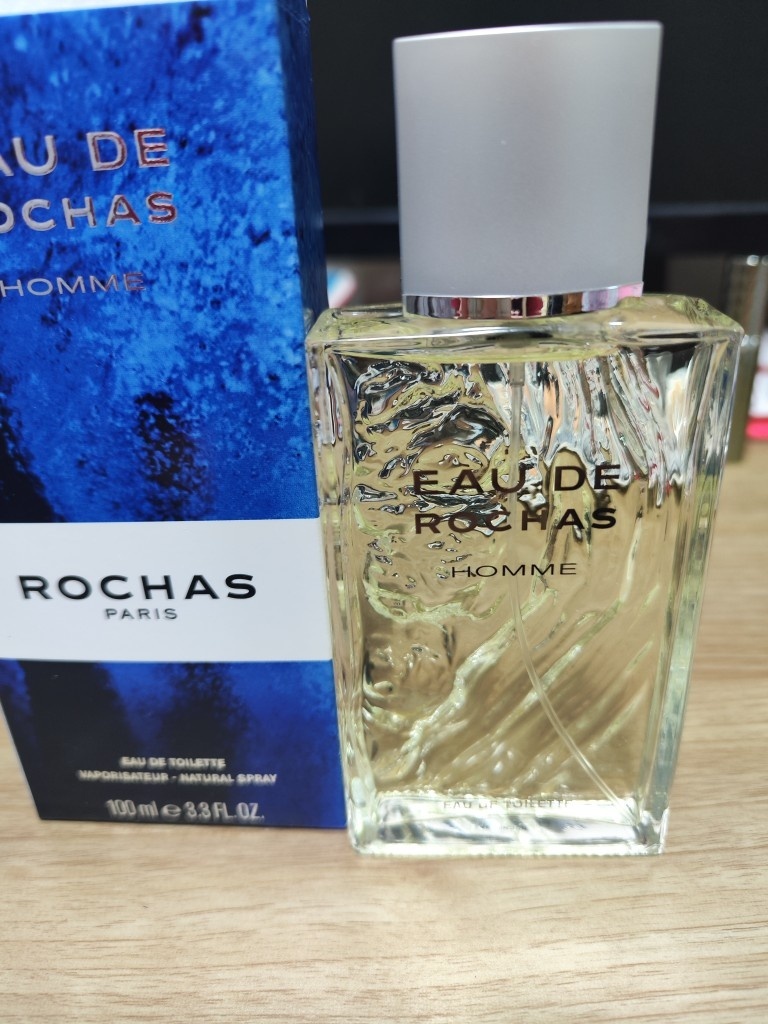 AU DE
OCHAS
HOMME
ROCHAS
PARIS
EAU DE TOILETTE
VAPORISATEUR - NATURAL SPRAY
100 ml e 3.3 FL.OZ.
EAU DE
ROCHAS
HOMME
EAU DE TOILETTE